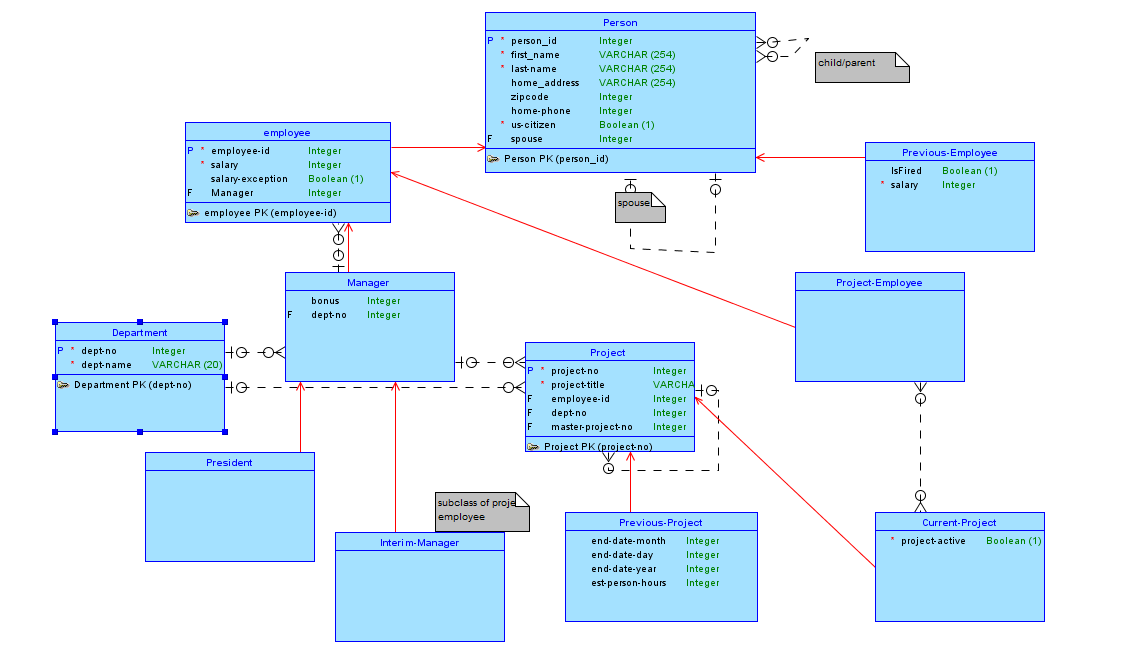 Person
P * person_id Integer
* first_name VARCHAR (254)
* last-name VARCHAR (254)
home_address VARCHAR (254)
zipcode Integer
home-phone Integer
* us-citizen Boolean (1)
F spouse Integer
Person PK (person_id)
child/parent
employee
P * employee-id Integer
* salary Integer
salary-exception Boolean (1)
F Manager Integer
employee PK (employee-id)
Previous-Employee
IsFired Boolean (1)
* salary Integer
spouse
Manager
bonus Integer
F dept-no Integer
Project-Employee
Department
P * dept-no Integer
* dept-name VARCHAR (20)
Department PK (dept-no)
Project
P * project-no Integer
* project-title VARCHA
F employee-id Integer
F dept-no Integer
F master-project-no Integer
Project PK (project-no)
President
subclass of proje
employee
Interim-Manager
Previous-Project
end-date-month Integer
end-date-day Integer
end-date-year Integer
est-person-hours Integer
Current-Project
* project-active Boolean (1)